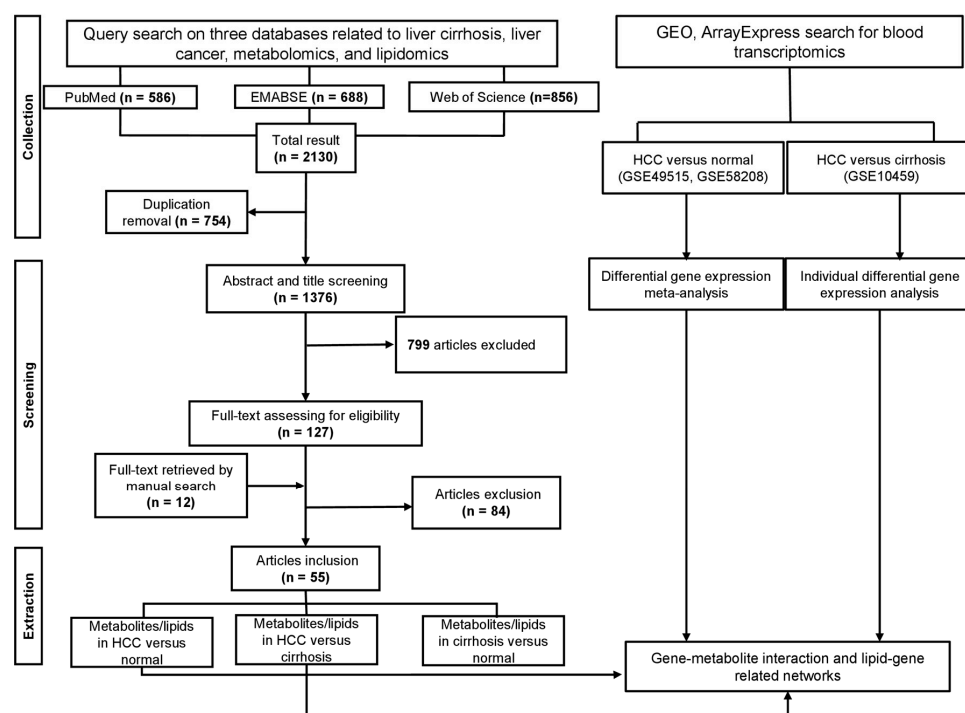 Collection
Query search on three databases related to liver cirrhosis, liver
cancer, metabolomics, and lipidomics
PubMed (n = 586)
EMABSE (n = 688)
Web of Science (n=856)
Total result
(n = 2130)
Duplication
removal (n = 754)
GEO, ArrayExpress search for blood
transcriptomics
HCC versus normal
(GSE49515, GSE58208)
HCC versus cirrhosis
(GSE10459)
Screening
Abstract and title screening
(n = 1376)
799 articles excluded
Full-text assessing for eligibility
(n = 127)
Full-text retrieved by
manual search
(n = 12)
Articles exclusion
(n = 84)
Differential gene expression
meta-analysis
Individual differential gene
expression analysis
Extraction
Articles inclusion
(n = 55)
Metabolites/lipids
in HCC versus
normal
Metabolites/lipids
in HCC versus
cirrhosis
Metabolites/lipids
in cirrhosis versus
normal
Gene-metabolite interaction and lipid-gene
related networks